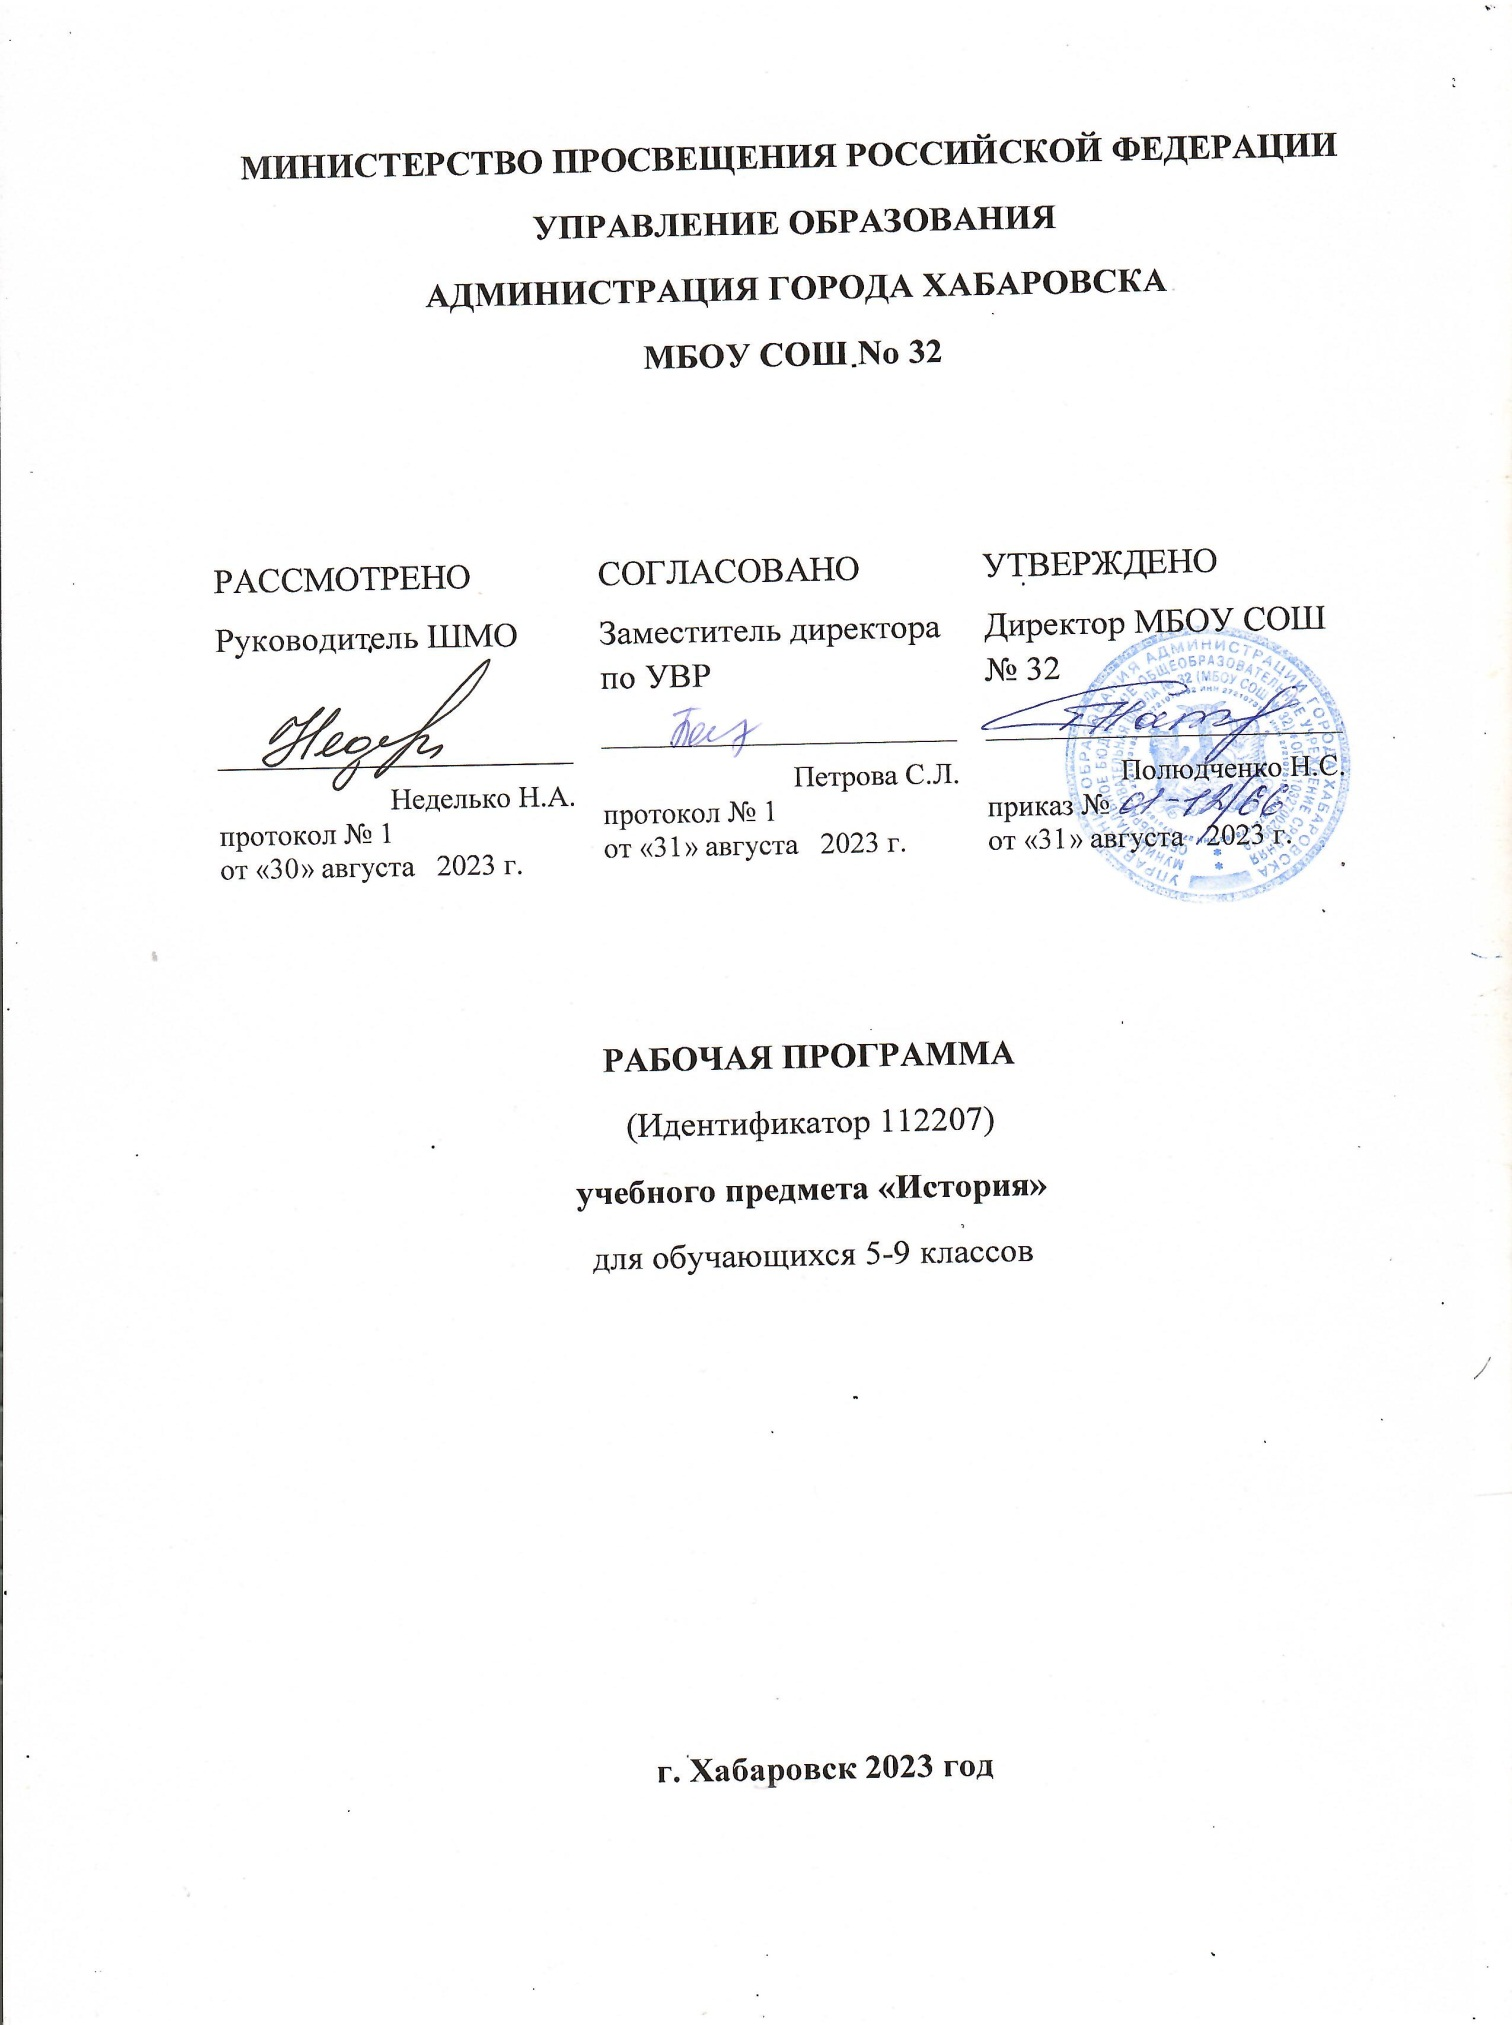 МИНИСТЕРСТВО ПРОСВЕЩЕНИЯ РОССИЙСКОЙ ФЕДЕРАЦИИ
УПРАВЛЕНИЕ ОБРАЗОВАНИЯ
АДМИНИСТРАЦИЯ ГОРОДА ХАБАРОВСКА
МБОУ СОШ No 32
РАССМОТРЕНО
Руководитель ШМО
Неделько Н.А.
протокол № 1
от «30» августа 2023 г.
СОГЛАСОВАНО
Заместитель директора
по УВР
Петрова С.Л.
протокол № 1
от «31» августа 2023 г.
УТВЕРЖДЕНО
Директор МБОУ СОШ
№ 32
Полюдченко Н.С.
приказ № 01-12/66
от «31» августа 2023 г.
РАБОЧАЯ ПРОГРАММА
(Идентификатор 112207)
учебного предмета «История»
для обучающихся 5-9 классов
г. Хабаровск 2023 год